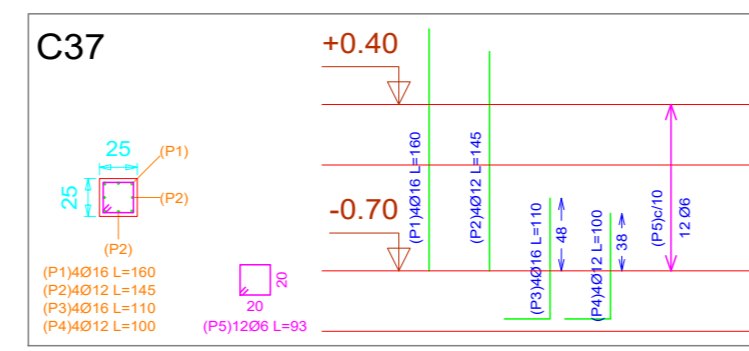 C37
+0.40
-0.70
25
25
(P1)
(P2)
(P2)
(P1)4Ø16 L=160
(P2)4Ø12 L=145
(P3)4Ø16 L=110
(P4)4Ø12 L=100
20
20
(P5)12Ø6 L=93
(P1)4Ø16 L=160
(P2)4Ø12 L=145
(P3)4Ø16 L=110
48
(P4)4Ø12 L=100
38
(P5)c/10
12 Ø6